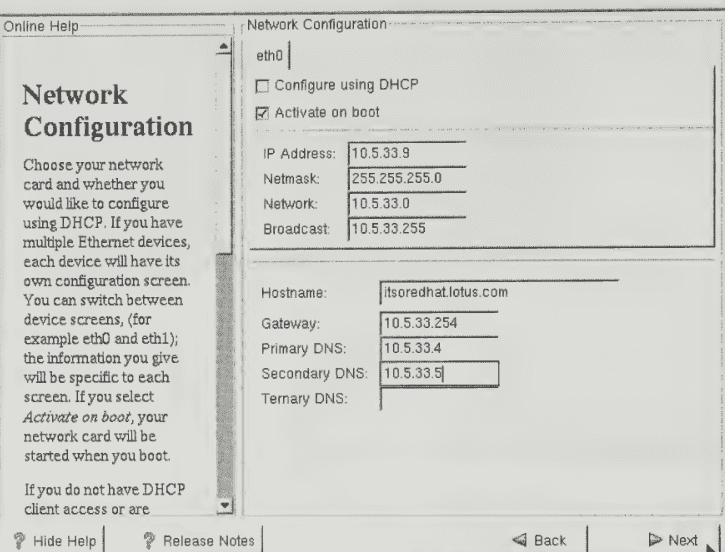 Online Help
Network
Configuration
Choose your network
card and whether you
would like to configure
using DHCP. If you have
multiple Ethernet devices,
each device will have its
own configuration screen.
You can switch between
device screens, (for
example eth0 and eth1);
the information you give
will be specific to each
screen. If you select
Activate on boot, your
network card will be
started when you boot.
If you do not have DHCP
client access or are
Network Configuration
eth0
Configure using DHCP
Activate on boot
IP Address: 10.5.33.9
Netmask: 255.255.255.0
Network: 10.5.33.0
Broadcast: 10.5.33.255
Hostname: itsoredhat.lotus.com
Gateway: 10.5.33.254
Primary DNS: 10.5.33.4
Secondary DNS: 10.5.33.5
Ternary DNS:
Hide Help
Release Notes
Back
Next